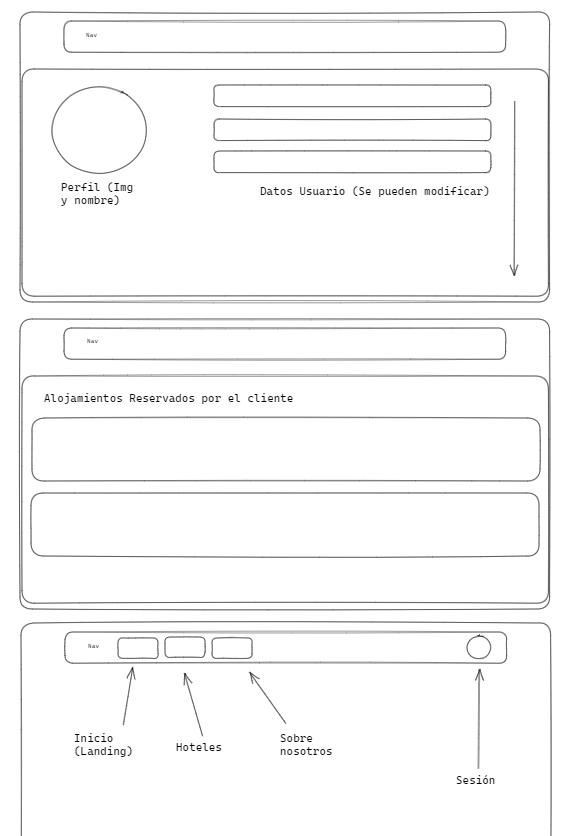 Nav
Perfil (Img
y nombre)
Datos Usuario (Se pueden modificar)
Nav
Alojamientos Reservados por el cliente
Nav
Inicio
(Landing)
Hoteles
Sobre
nosotros
Sesión